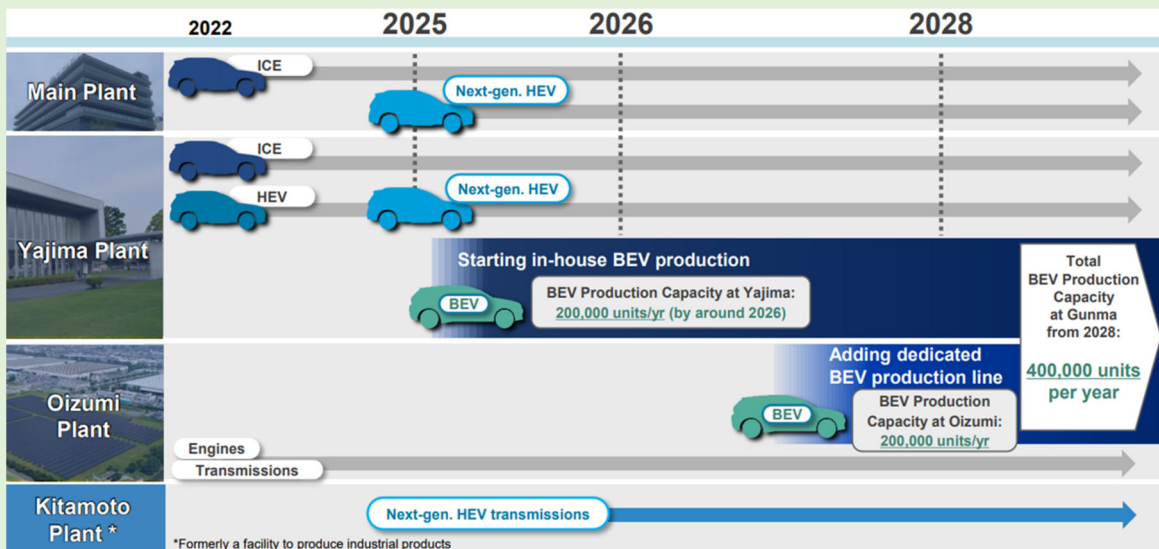 2022
2025
2026
2028
Main Plant
ICE
Next-gen. HEV
Yajima Plant
ICE
HEV
Next-gen. HEV
Starting in-house BEV production
BEV
BEV Production Capacity at Yajima:
200,000 units/yr (by around 2026)
Total
BEV Production
Capacity
at Gunma
from 2028:
400,000 units
per year
Oizumi
Plant
Adding dedicated
BEV production line
BEV
BEV Production
Capacity at Oizumi:
200,000 units/yr
Engines
Transmissions
Kitamoto
Plant *
Next-gen. HEV transmissions
*Formerly a facility to produce industrial products